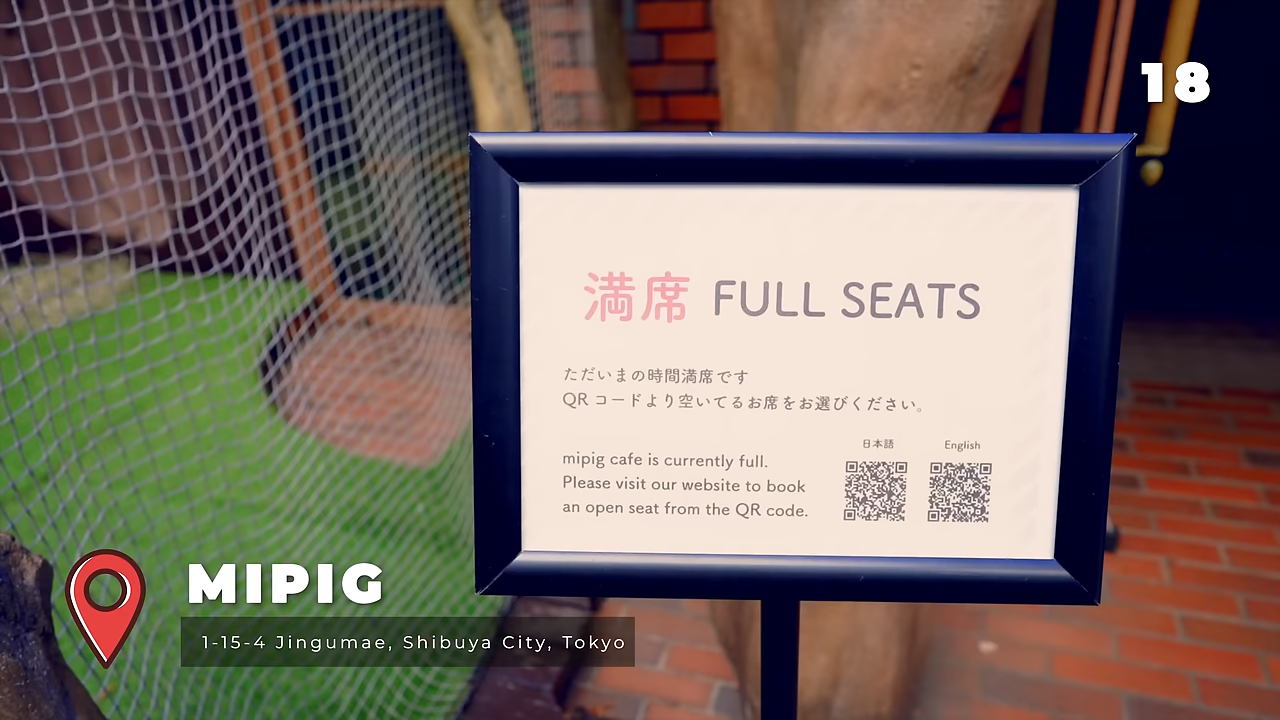 18
満席 FULL SEATS
ただいまの時間満席です
QR コードより空いてるお席をお選びください。
日本語
English
mipig cafe is currently full.
Please visit our website to book
an open seat from the QR code.
MIPIG
1-15-4 Jingumae, Shibuya City, Tokyo